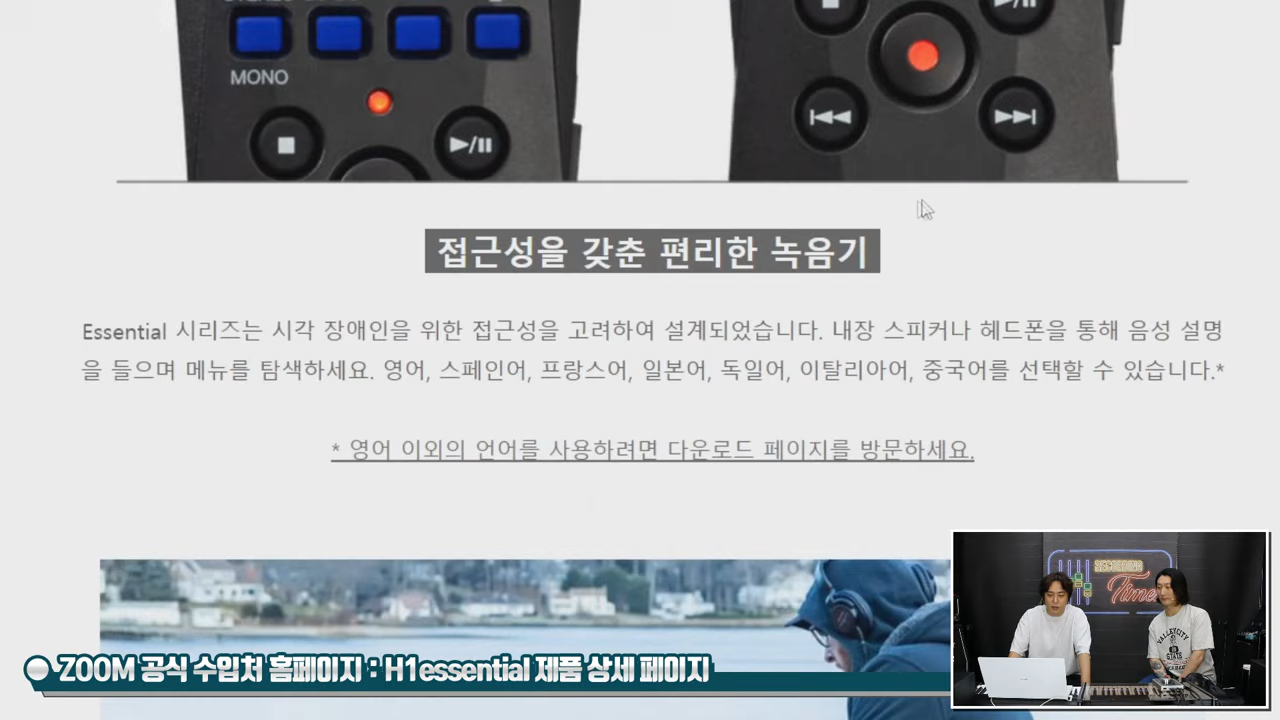 MONO
접근성을 갖춘 편리한 녹음기
Essential 시리즈는 시각 장애인을 위한 접근성을 고려하여 설계되었습니다. 내장 스피커나 헤드폰을 통해 음성 설명
을 들으며 메뉴를 탐색하세요. 영어, 스페인어, 프랑스어, 일본어, 독일어, 이탈리아어, 중국어를 선택할 수 있습니다.*
* 영어 이외의 언어를 사용하려면 다운로드 페이지를 방문하세요.
RECORDING
Time
VALLEYCITY
STATE
ZOOM 공식 수입처 홈페이지 : H1essential 제품 상세 페이지